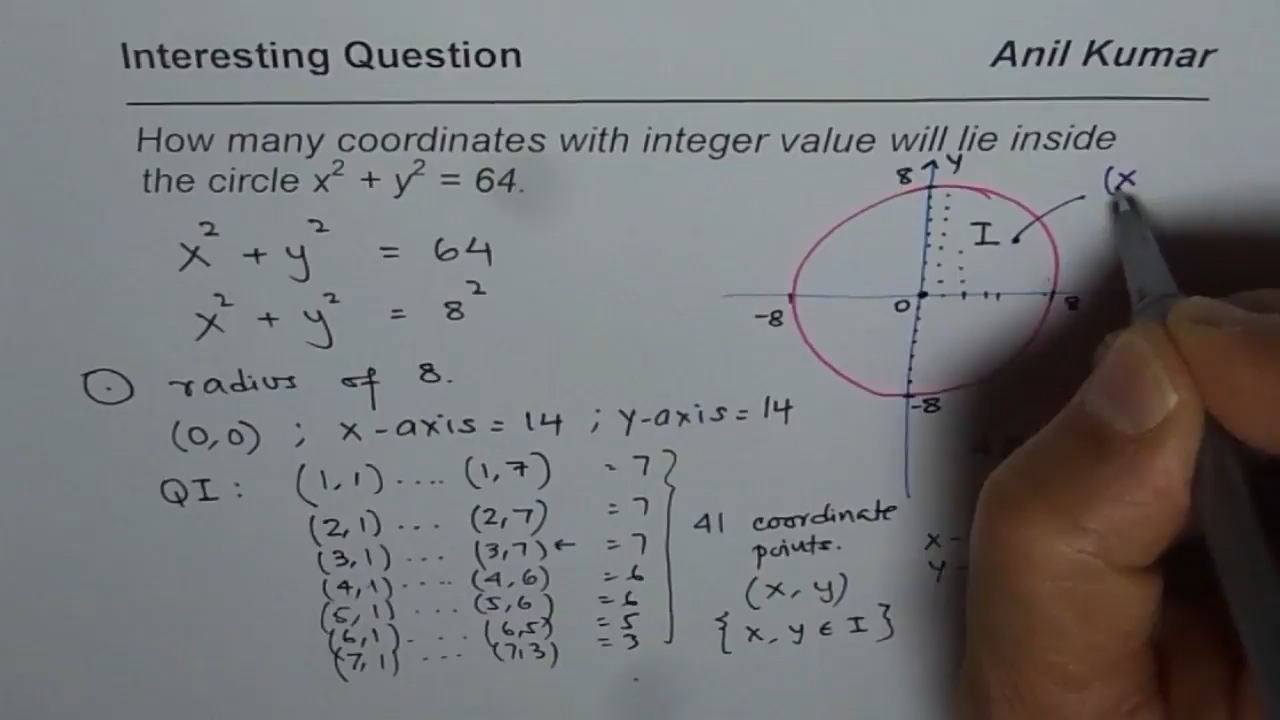 Interesting Question Anil Kumar
How many coordinates with integer value will lie inside
the circle x² + y² = 64.
x² + y² = 64
x² + y² = 8²
radius of 8.
(0,0) ; x-axis = 14 ; y-axis = 14
QI : (1,1) .... (1,7) = 7
(2,1) ... (2,7) = 7
(3,1) ... (3,7) ← = 7
(4,1) .... (4,6) = 6
(5,1) ... (5,6) = 6
(6,1) .... (6,5) = 5
(7,1) ... (7,3) = 3
41 coordinate
points.
(x, y)
{x, y ∈ I}
8 y
I
(x
-8 0 8
-8
x -
y -